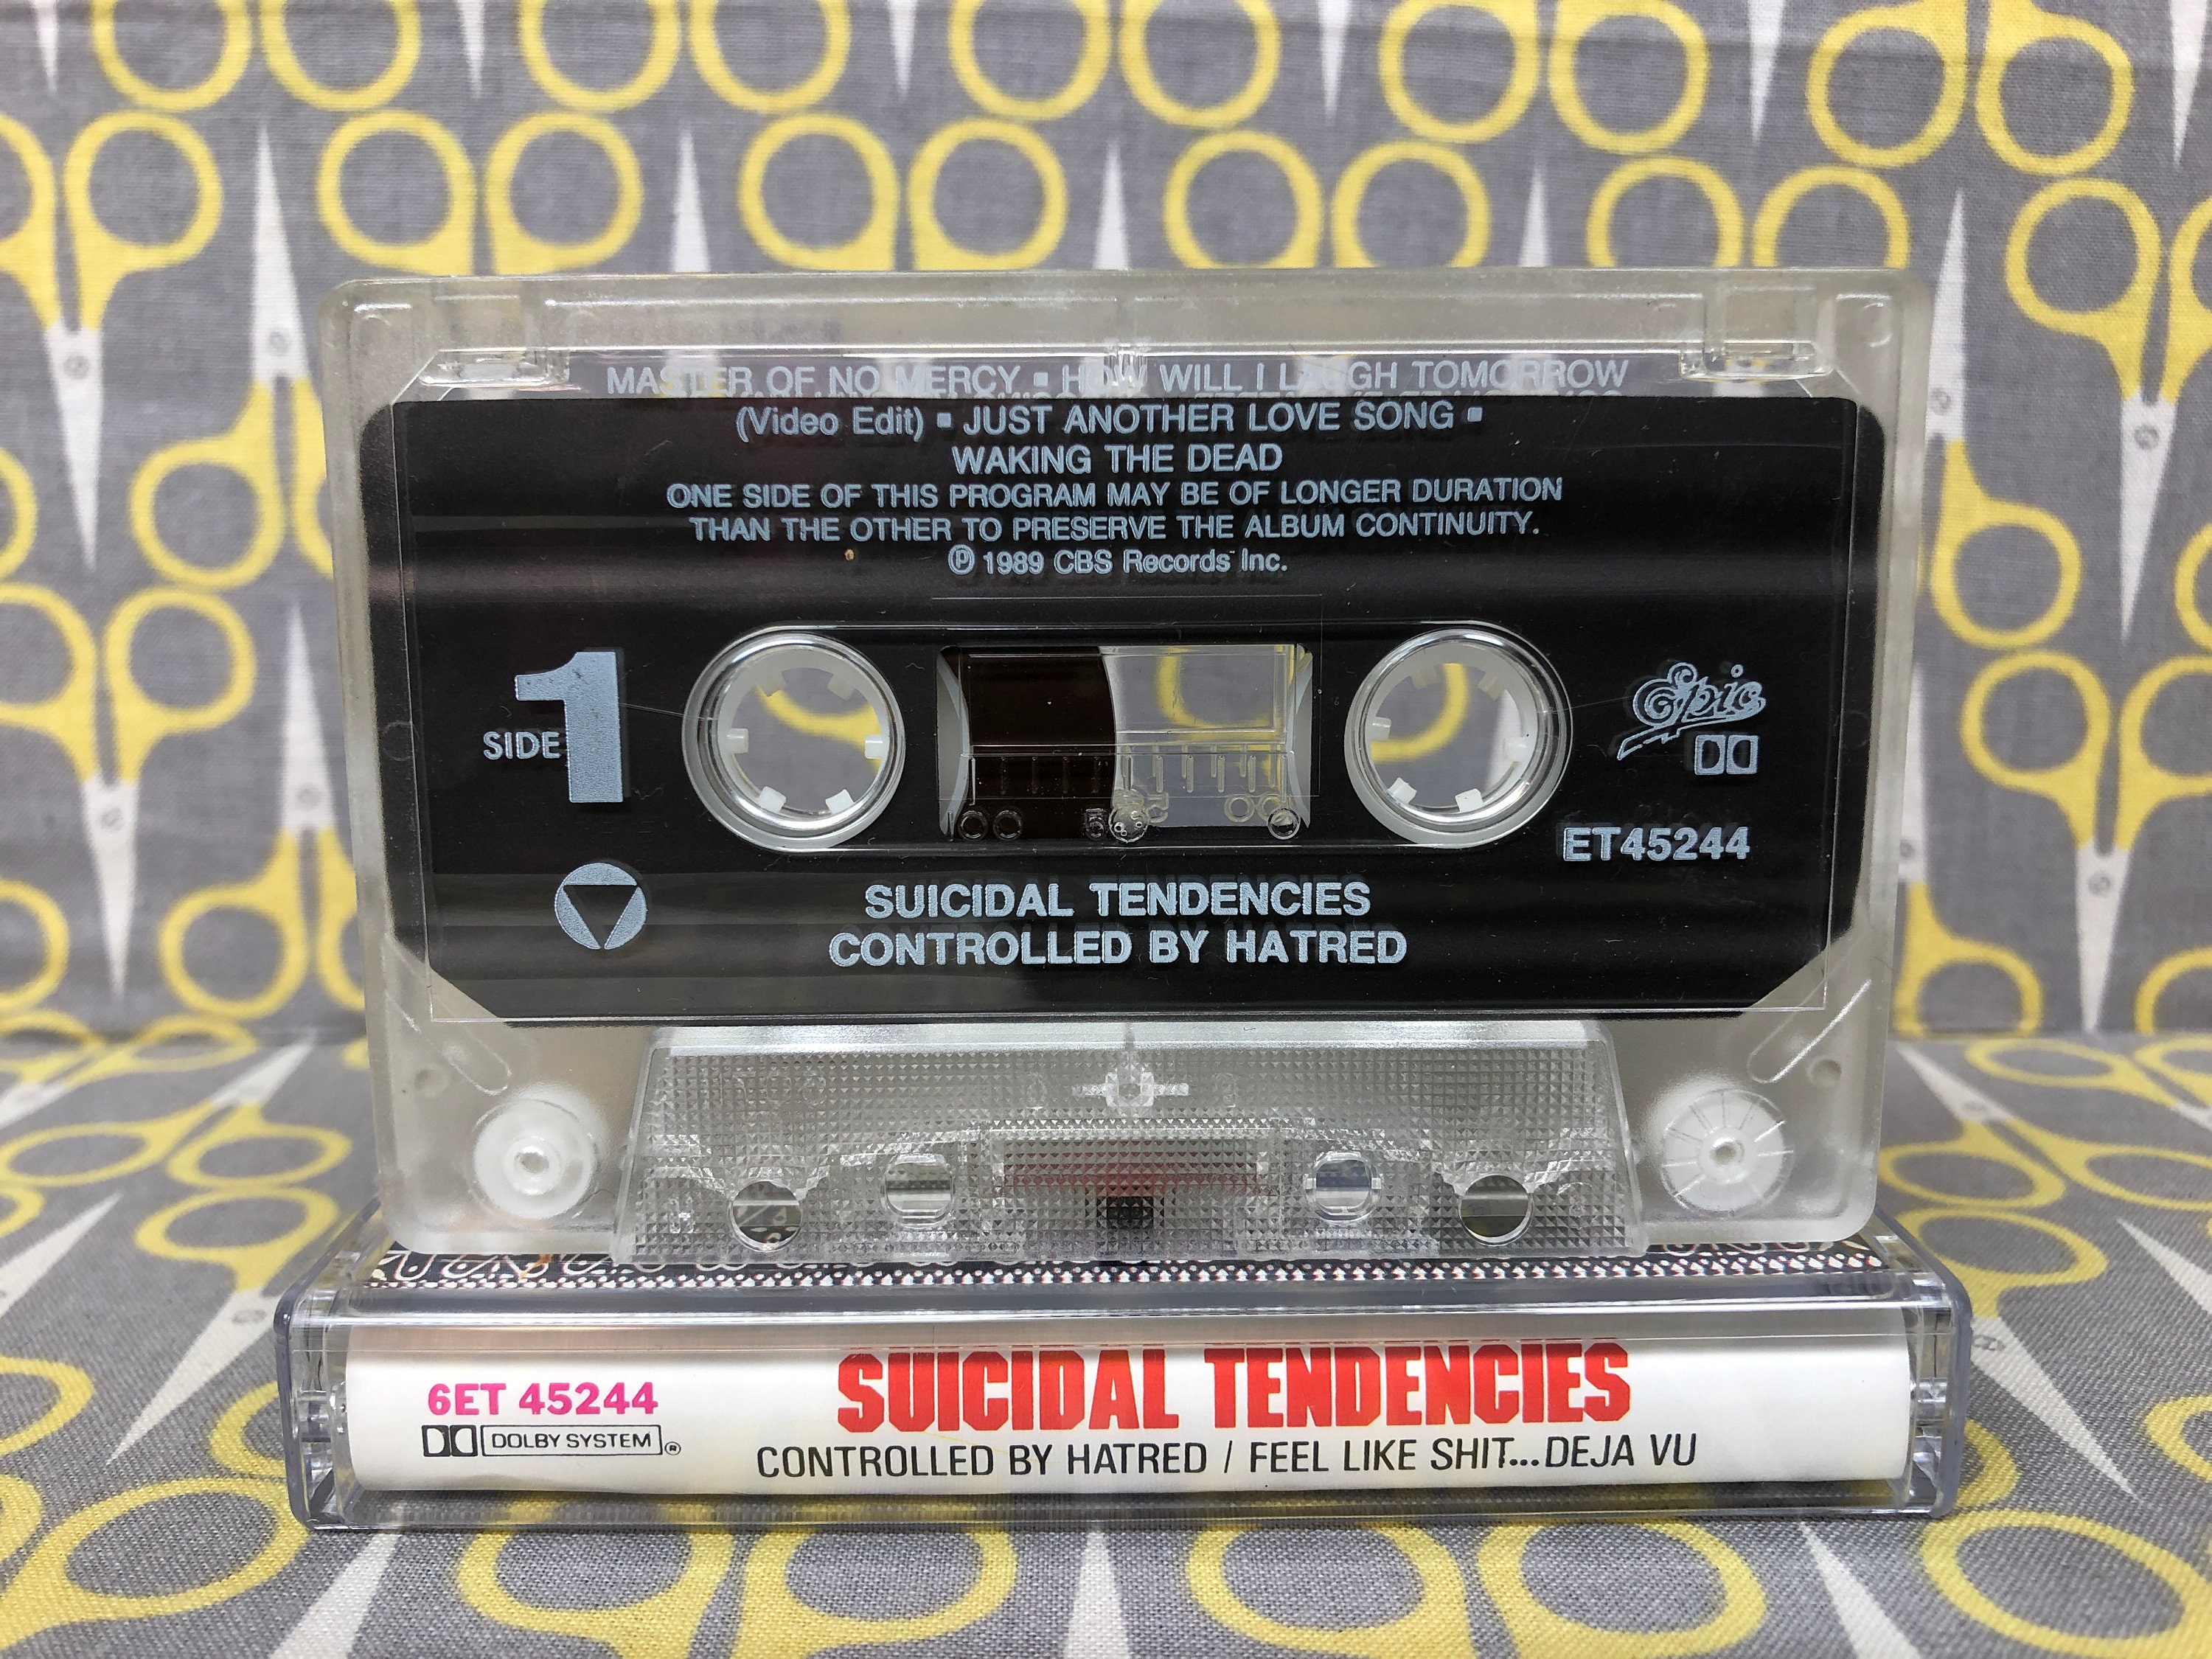 MASTER OF NO MERCY ▪ HOW WILL I LAUGH TOMORROW
(Video Edit) ▪ JUST ANOTHER LOVE SONG ▪
WAKING THE DEAD
ONE SIDE OF THIS PROGRAM MAY BE OF LONGER DURATION
THAN THE OTHER TO PRESERVE THE ALBUM CONTINUITY.
℗ 1989 CBS Records Inc.
SIDE 1
Epic
ET45244
SUICIDAL TENDENCIES
CONTROLLED BY HATRED
6ET 45244
DOLBY SYSTEM ®
SUICIDAL TENDENCIES
CONTROLLED BY HATRED / FEEL LIKE SHIT...DEJA VU